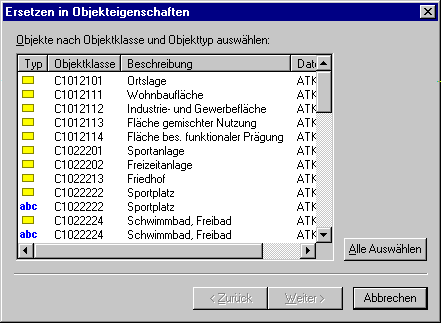 Ersetzen in Objekteigenschaften
Objekte nach Objektklasse und Objekttyp auswählen:
Typ Objektklasse Beschreibung Date
C1012101 Ortslage ATK
C1012111 Wohnbaufläche ATK
C1012112 Industrie- und Gewerbefläche ATK
C1012113 Fläche gemischter Nutzung ATK
C1012114 Fläche bes. funktionaler Prägung ATK
C1022201 Sportanlage ATK
C1022202 Freizeitanlage ATK
C1022213 Friedhof ATK
C1022222 Sportplatz ATK
abc C1022222 Sportplatz ATK
C1022224 Schwimmbad, Freibad ATK
abc C1022224 Schwimmbad, Freibad ATK
Alle Auswählen
< Zurück Weiter > Abbrechen